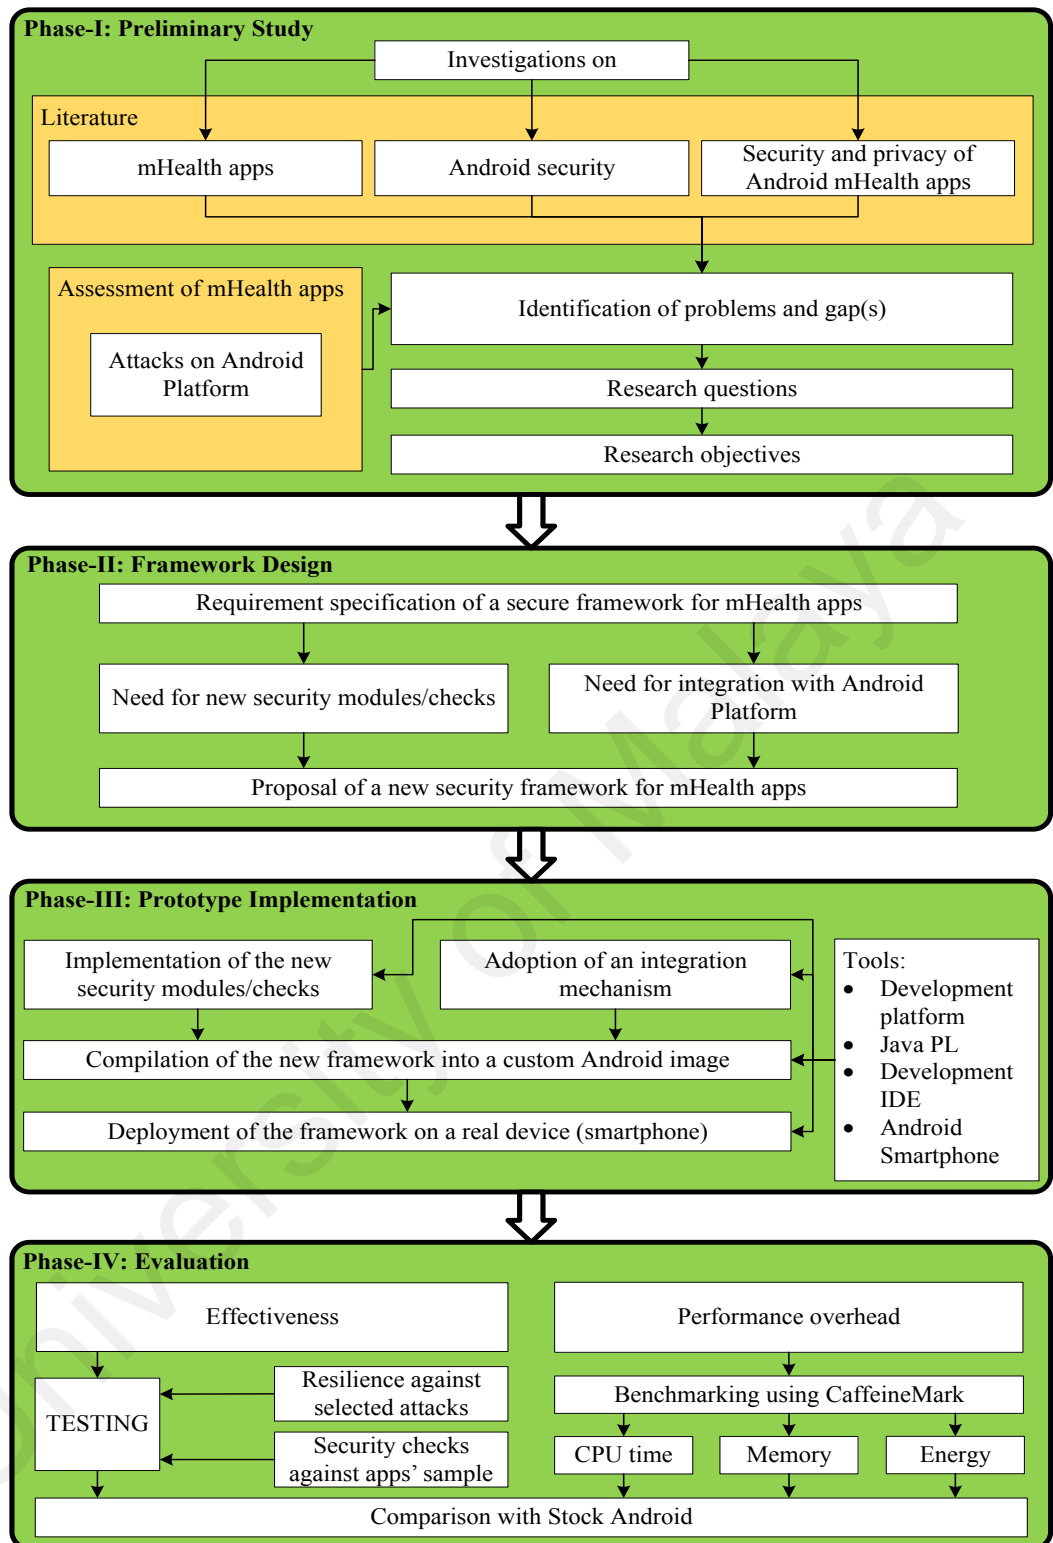 Phase-I: Preliminary Study
Investigations on
Literature
mHealth apps
Android security
Security and privacy of
Android mHealth apps
Assessment of mHealth apps
Attacks on Android
Platform
Identification of problems and gap(s)
Research questions
Research objectives
Phase-II: Framework Design
Requirement specification of a secure framework for mHealth apps
Need for new security modules/checks
Need for integration with Android
Platform
Proposal of a new security framework for mHealth apps
Phase-III: Prototype Implementation
Implementation of the new
security modules/checks
Adoption of an integration
mechanism
Compilation of the new framework into a custom Android image
Deployment of the framework on a real device (smartphone)
Tools:
• Development
platform
• Java PL
• Development
IDE
• Android
Smartphone
Phase-IV: Evaluation
Effectiveness
TESTING
Resilience against
selected attacks
Security checks
against apps’ sample
Performance overhead
Benchmarking using CaffeineMark
CPU time
Memory
Energy
Comparison with Stock Android
University of Malaya